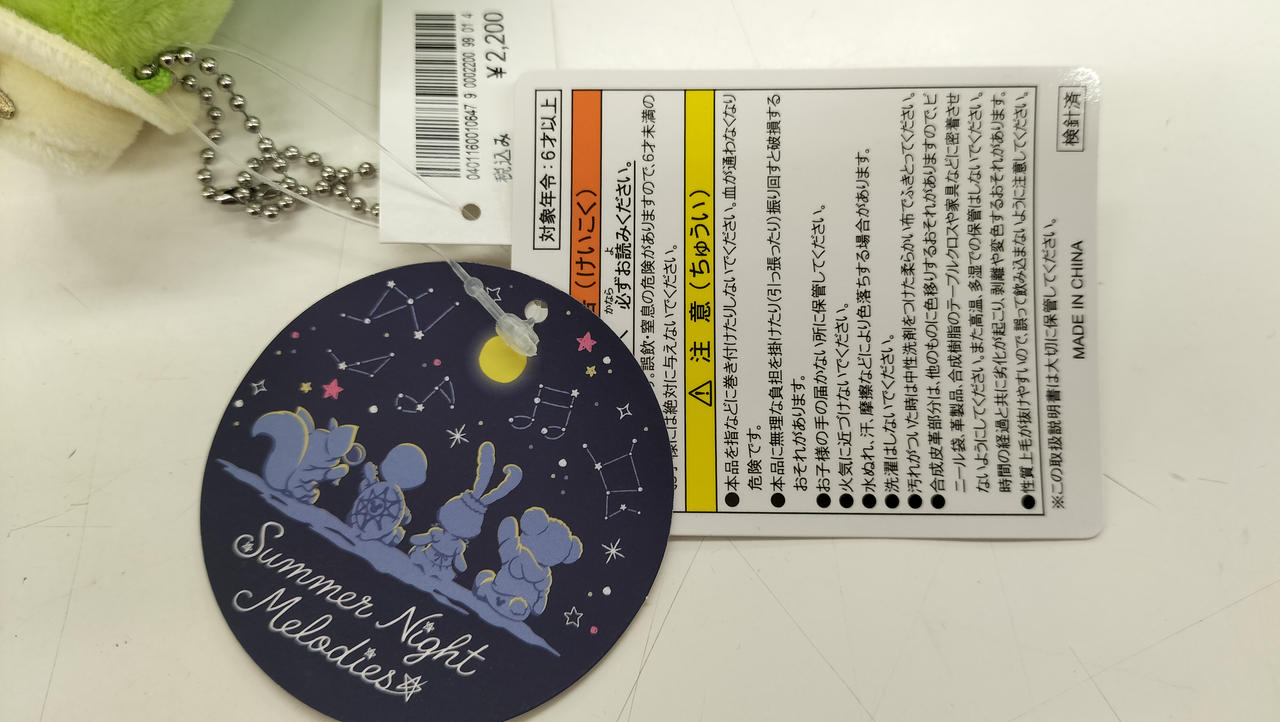 0401160010647 9 0002200 99 01 4
¥2,200
税込み
対象年令：6才以上
告（けいこく）
必ずお読みください。
かなら
よ
。誤飲・窒息の危険がありますので、6才未満の
お子様には絶対に与えないでください。
⚠ 注 意（ちゅうい）
●本品を指などに巻き付けたりしないでください。血が通わなくなり
危険です。
●本品に無理な負担を掛けたり（引っ張ったり）振り回すと破損する
おそれがあります。
●お子様の手の届かない所に保管してください。
●火気に近づけないでください。
●水ぬれ、汗、摩擦などにより色落ちする場合があります。
●洗濯はしないでください。
●汚れがついた時は中性洗剤をつけた柔らかい布でふきとってください。
●合成皮革部分は、他のものに色移りするおそれがありますので、ビ
ニール袋、革製品、合成樹脂のテーブルクロスや家具などに密着させ
ないようにしてください。また高温、多湿での保管はしないでください。
時間の経過と共に劣化が起こり、剥離や変色するおそれがあります。
●性質上毛が抜けやすいので、誤って飲み込まないように注意してください。
※この取扱説明書は大切に保管してください。
MADE IN CHINA
検針済
Summer Night
Melodies